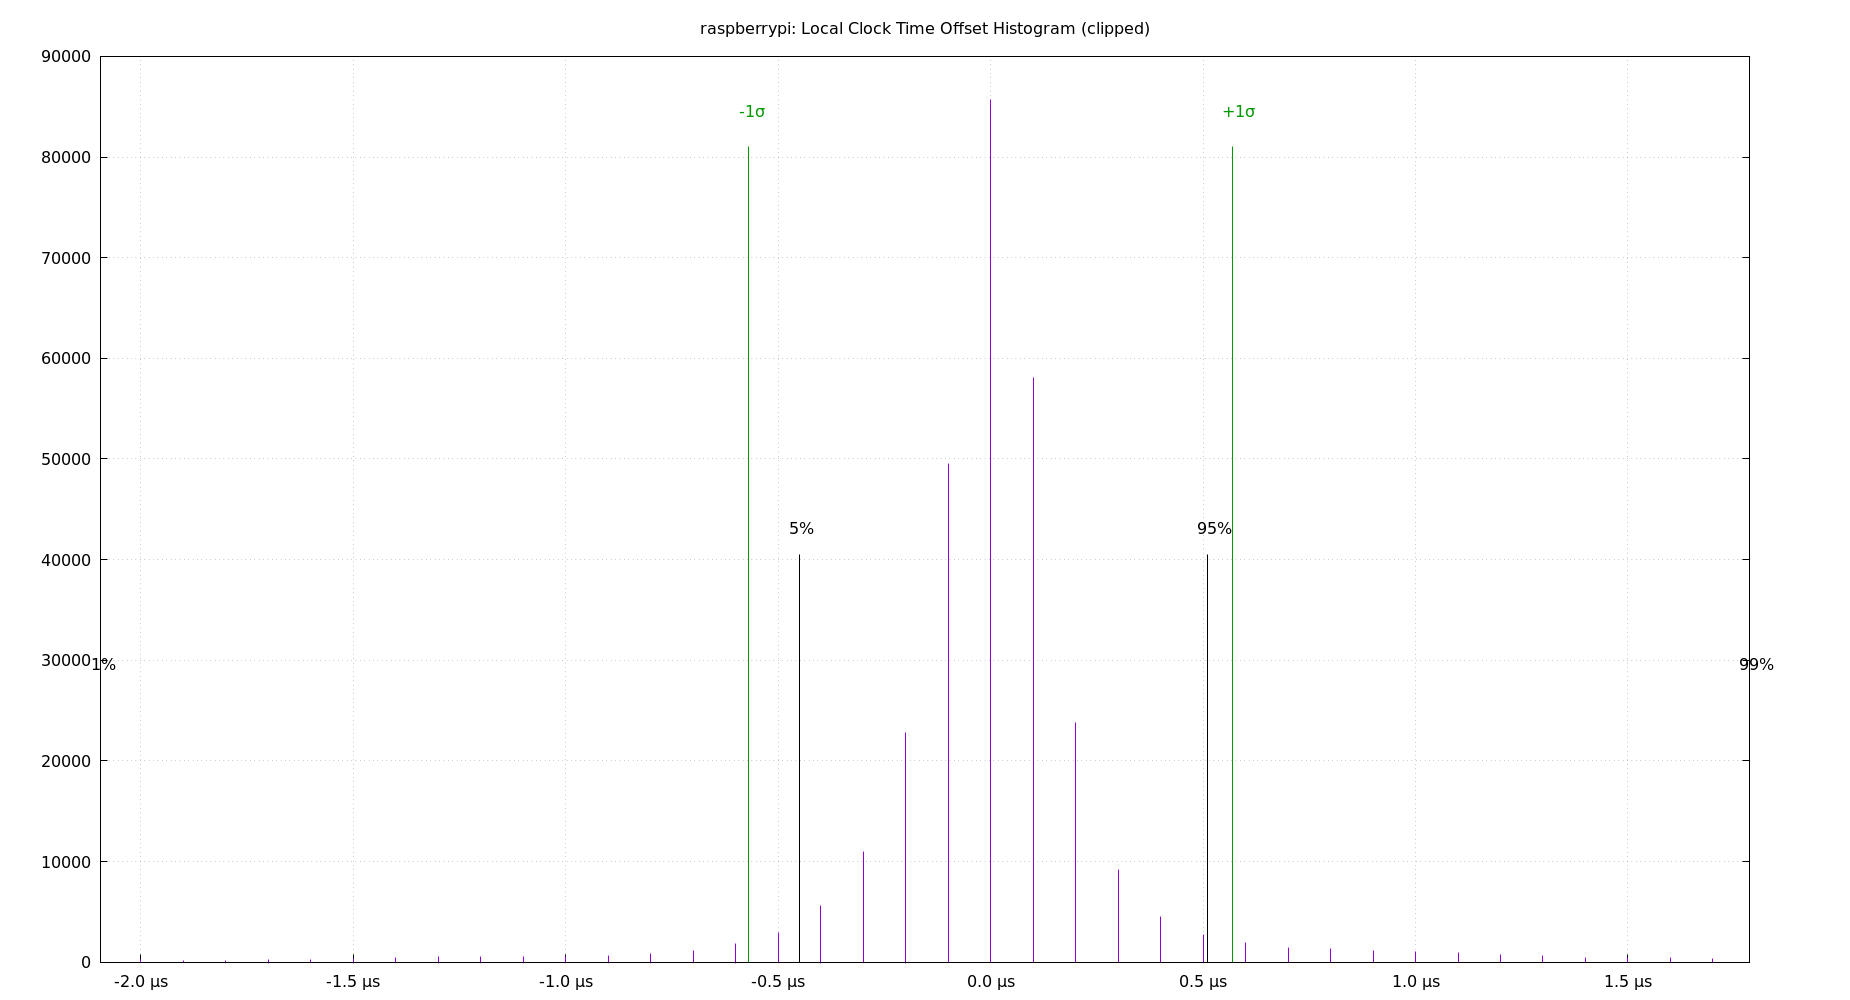 raspberrypi: Local Clock Time Offset Histogram (clipped)
90000
-1σ
+1σ
80000
70000
60000
50000
5%
95%
40000
30000
1%
99%
20000
10000
0
-2.0 µs
-1.5 µs
-1.0 µs
-0.5 µs
0.0 µs
0.5 µs
1.0 µs
1.5 µs